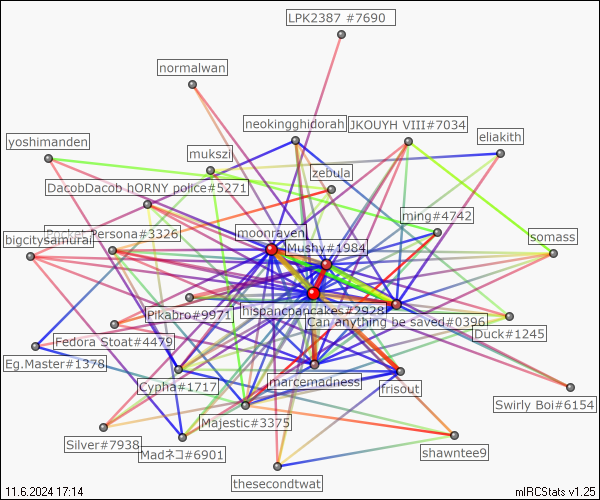 LPK2387 #7690
normalwan
neokingghidorah
JKOUYH VIII#7034
eliakith
yoshimanden
mukszi
zebula
DacobDacob hORNY police#5271
ming#4742
Pocket Persona#3326
bigcitysamurai
moonraven
Mushy#1984
somass
hispancpancakes#2928
Pikabro#9971
Can anything be saved#0396
Duck#1245
Fedora Stoat#4479
Eg.Master#1378
Cypha#1717
marcemadness
frisout
Swirly Boi#6154
Majestic#3375
Silver#7938
Madネコ#6901
shawntee9
thesecondtwat
11.6.2024 17:14
mIRCStats v1.25